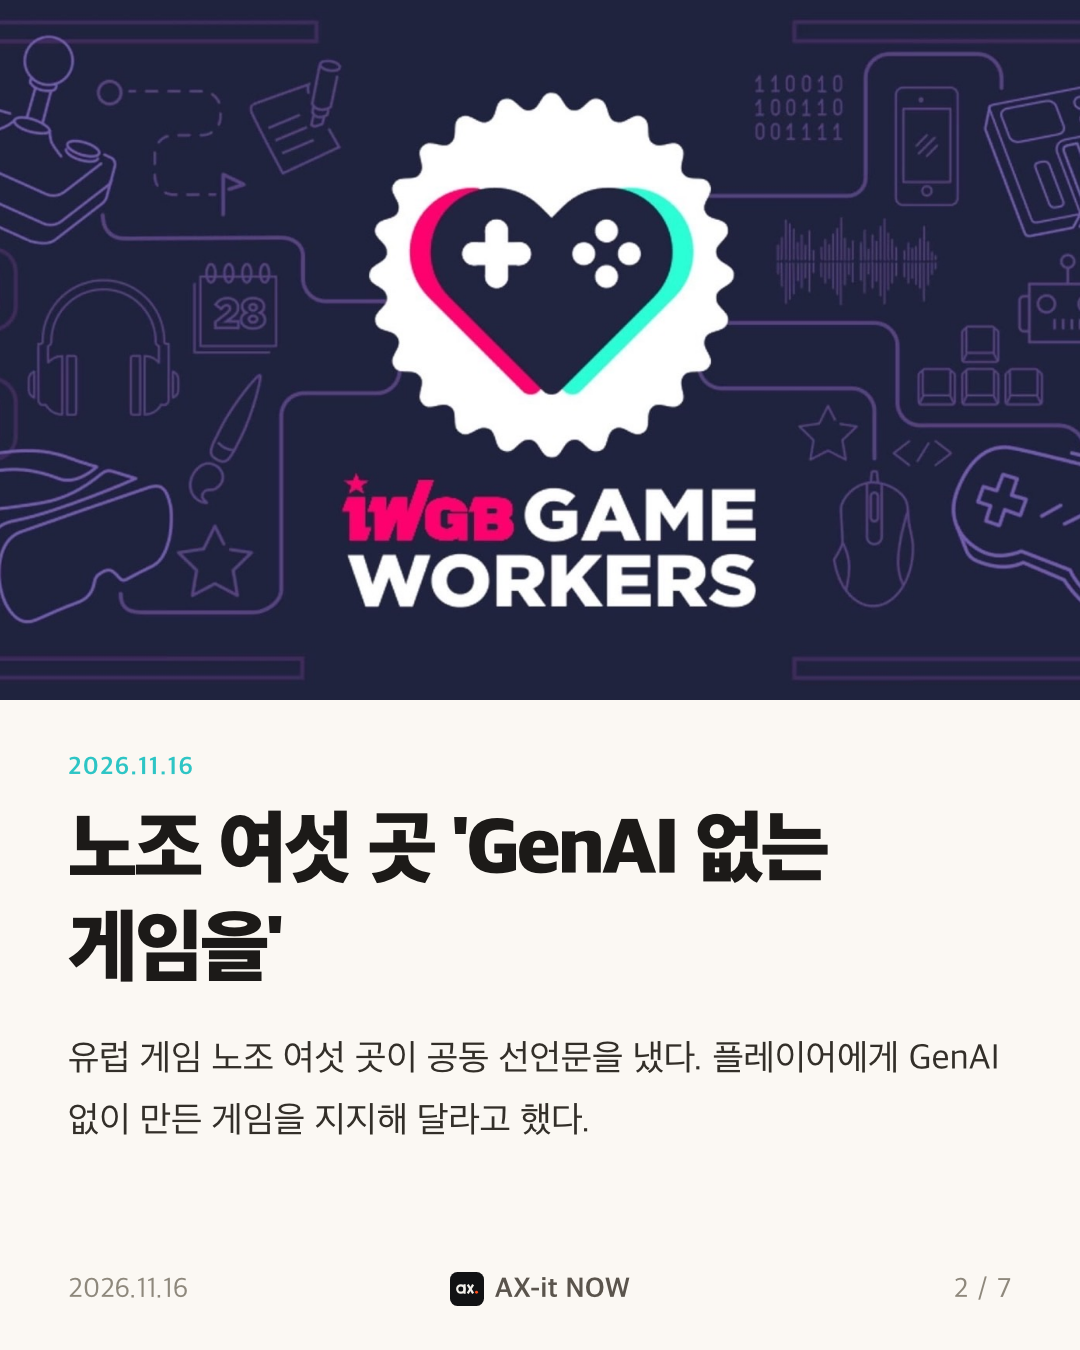 110010
100110
001111
28
</>
iWGB GAME
WORKERS
2026.11.16
노조 여섯 곳 'GenAI 없는
게임을'
유럽 게임 노조 여섯 곳이 공동 선언문을 냈다. 플레이어에게 GenAI
없이 만든 게임을 지지해 달라고 했다.
2026.11.16
ax. AX-it NOW
2 / 7